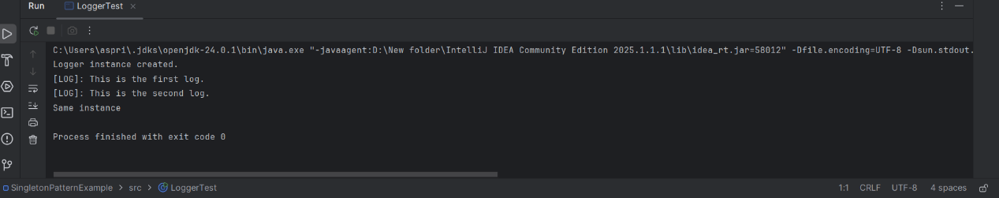 Run LoggerTest
C:\Users\aspri\.jdks\openjdk-24.0.1\bin\java.exe "-javaagent:D:\New folder\IntelliJ IDEA Community Edition 2025.1.1.1\lib\idea_rt.jar=58012" -Dfile.encoding=UTF-8 -Dsun.stdout.
Logger instance created.
[LOG]: This is the first log.
[LOG]: This is the second log.
Same instance
Process finished with exit code 0
SingletonPatternExample > src > LoggerTest 1:1 CRLF UTF-8 4 spaces